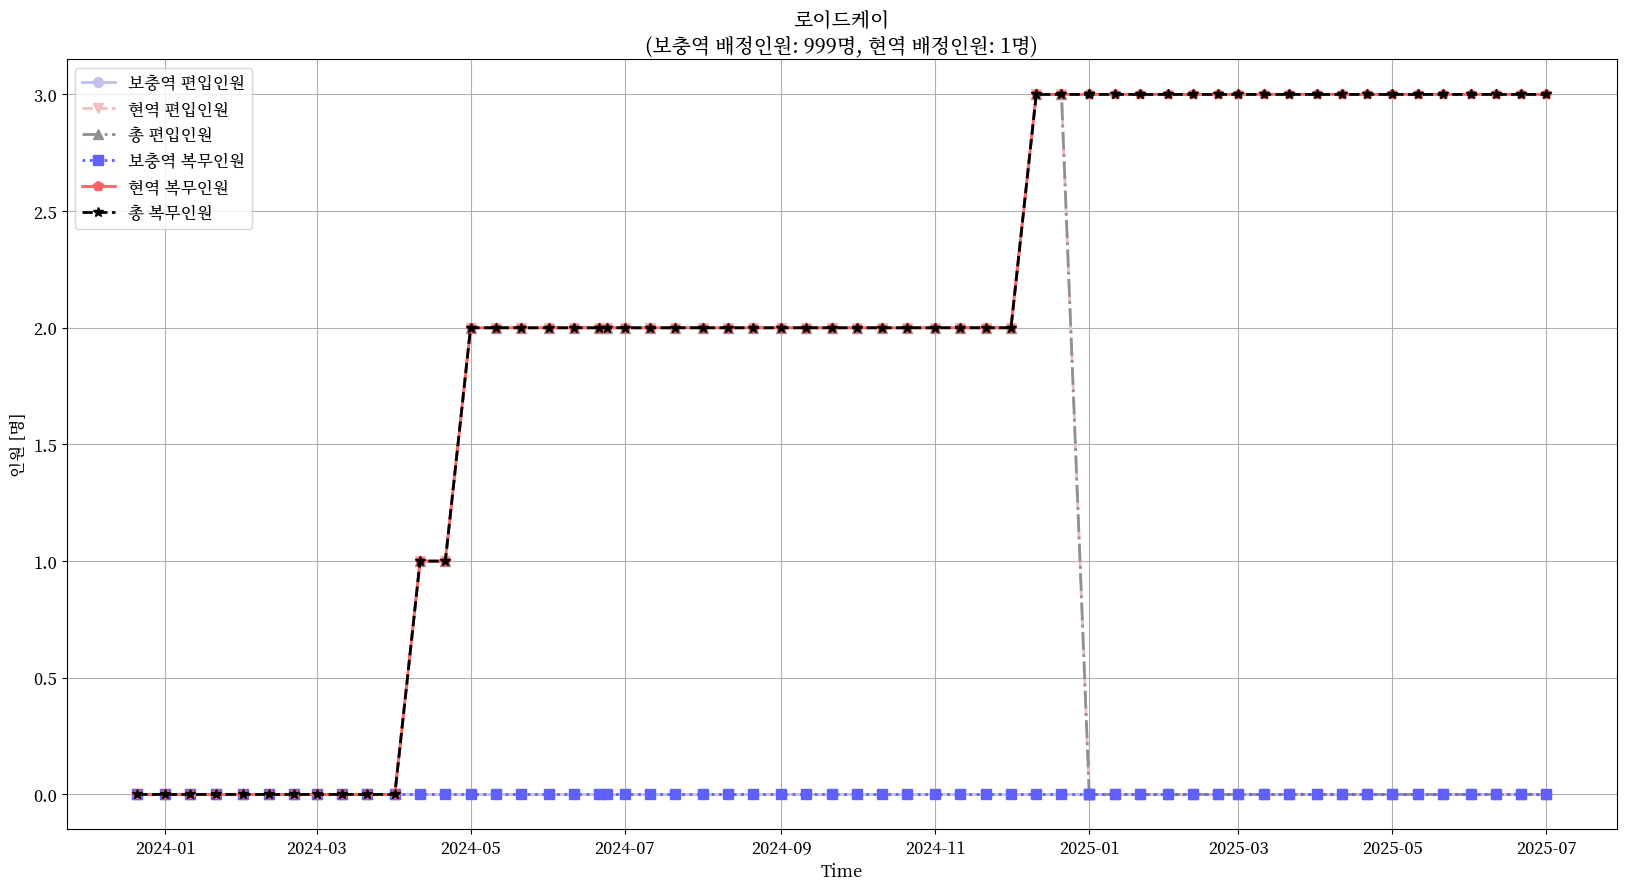 로이드케이
(보충역 배정인원: 999명, 현역 배정인원: 1명)
보충역 편입인원
현역 편입인원
총 편입인원
보충역 복무인원
현역 복무인원
총 복무인원
3.0
2.5
2.0
1.5
1.0
0.5
0.0
인원 [명]
2024-01
2024-03
2024-05
2024-07
2024-09
2024-11
2025-01
2025-03
2025-05
2025-07
Time